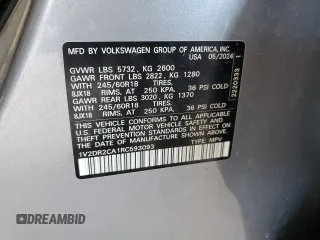 MFD BY VOLKSWAGEN GROUP OF AMERICA, INC.
USA 05/2024
GVWR LBS 5732, KG 2600
GAWR FRONT LBS 2822, KG 1280
WITH 245/60R18 TIRES,
8JX18 RIMS, AT 250 KPA 36 PSI COLD
GAWR REAR LBS 3020, KG 1370
WITH 245/60R18 TIRES,
8JX18 RIMS, AT 250 KPA/ 36 PSI COLD
THIS VEHICLE CONFORMS TO ALL APPLICABLE
FEDERAL MOTOR VEHICLE SAFETY
STANDARDS IN EFFECT ON THE DATE OF
MANUFACTURE SHOWN ABOVE.
1V2DR2CA1RC593093 TYPE: MPV
DREAMBID